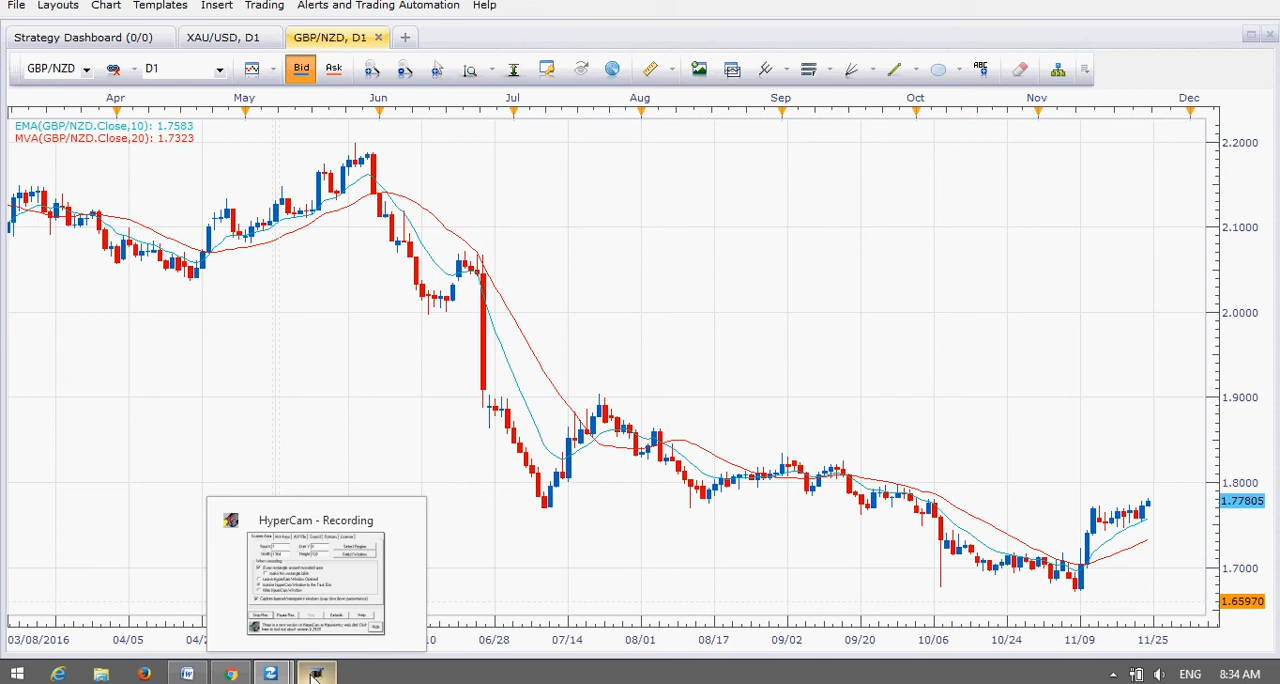 File Layouts Chart Templates Insert Trading Alerts and Trading Automation Help
Strategy Dashboard (0/0) XAU/USD, D1 GBP/NZD, D1
GBP/NZD D1 Bid Ask ABC
Apr May Jun Jul Aug Sep Oct Nov Dec
EMA(GBP/NZD.Close,10): 1.7583
MVA(GBP/NZD.Close,20): 1.7323
2.2000
2.1000
2.0000
1.9000
1.8000
1.77805
1.7000
1.65970
HyperCam - Recording
03/08/2016 04/05 04/2 10 06/28 07/14 08/01 08/17 09/02 09/20 10/06 10/24 11/09 11/25
ENG 8:34 AM